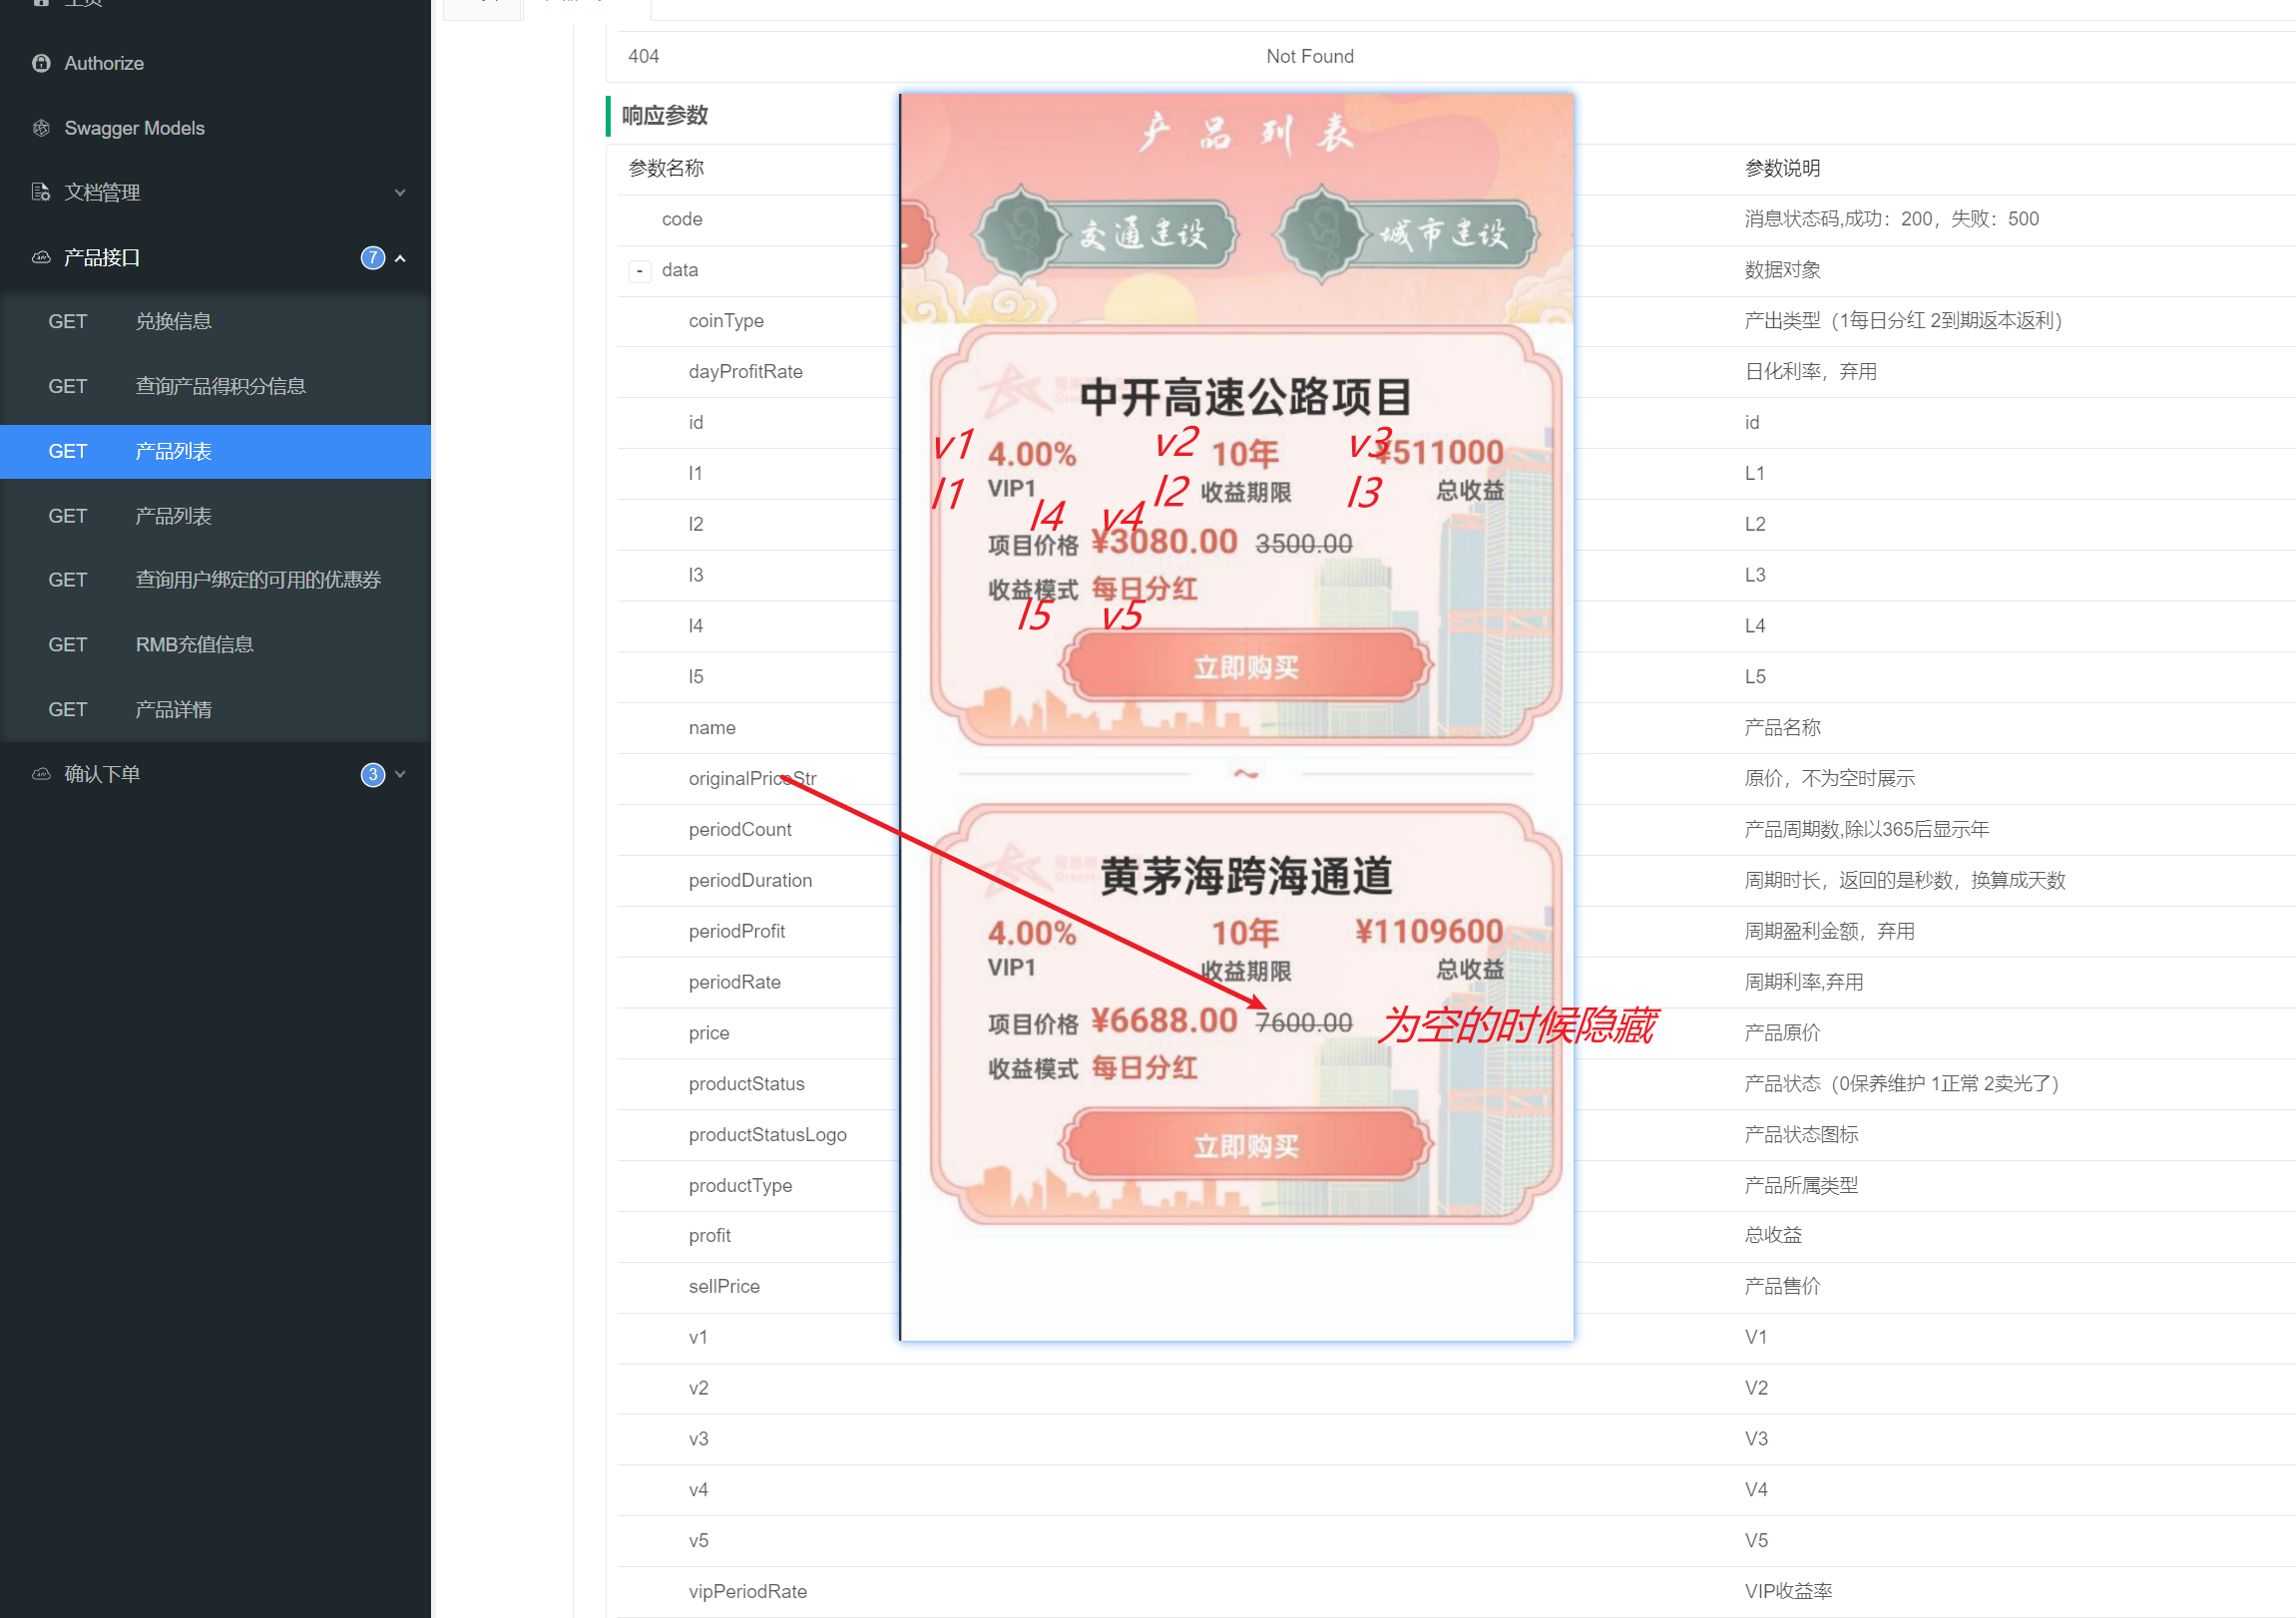 主页
Authorize
Swagger Models
文档管理
产品接口 7
GET 兑换信息
GET 查询产品得积分信息
GET 产品列表
GET 产品列表
GET 查询用户绑定的可用的优惠券
GET RMB充值信息
GET 产品详情
确认下单 3
404 Not Found
响应参数
参数名称 参数说明
code 消息状态码,成功：200，失败：500
- data 数据对象
coinType 产出类型（1每日分红 2到期返本返利）
dayProfitRate 日化利率，弃用
id id
l1 L1
l2 L2
l3 L3
l4 L4
l5 L5
name 产品名称
originalPriceStr 原价，不为空时展示
periodCount 产品周期数,除以365后显示年
periodDuration 周期时长，返回的是秒数，换算成天数
periodProfit 周期盈利金额，弃用
periodRate 周期利率,弃用
price 产品原价
productStatus 产品状态（0保养维护 1正常 2卖光了）
productStatusLogo 产品状态图标
productType 产品所属类型
profit 总收益
sellPrice 产品售价
v1 V1
v2 V2
v3 V3
v4 V4
v5 V5
vipPeriodRate VIP收益率
产品列表
交通建设 城市建设
中开高速公路项目
v1 4.00% v2 10年 v3 ¥511000
l1 VIP1 l2 收益期限 l3 总收益
l4 v4
项目价格 ¥3080.00 3500.00
收益模式 每日分红
l5 v5
立即购买
~
黄茅海跨海通道
4.00% 10年 ¥1109600
VIP1 收益期限 总收益
项目价格 ¥6688.00 7600.00 为空的时候隐藏
收益模式 每日分红
立即购买